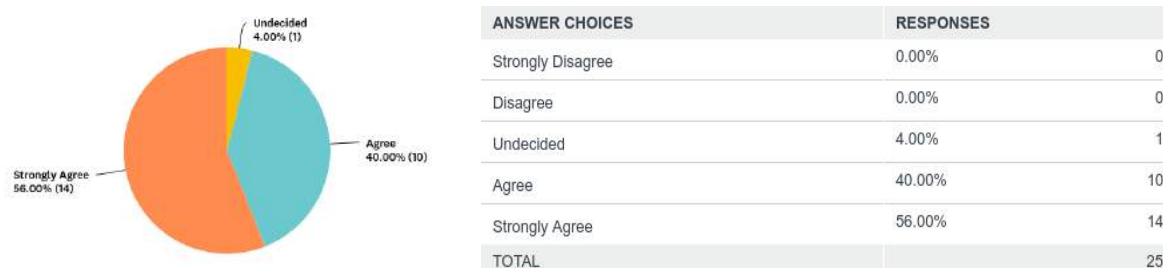 Undecided
4.00% (1)
Agree
40.00% (10)
Strongly Agree
56.00% (14)
ANSWER CHOICES RESPONSES
Strongly Disagree 0.00% 0
Disagree 0.00% 0
Undecided 4.00% 1
Agree 40.00% 10
Strongly Agree 56.00% 14
TOTAL 25